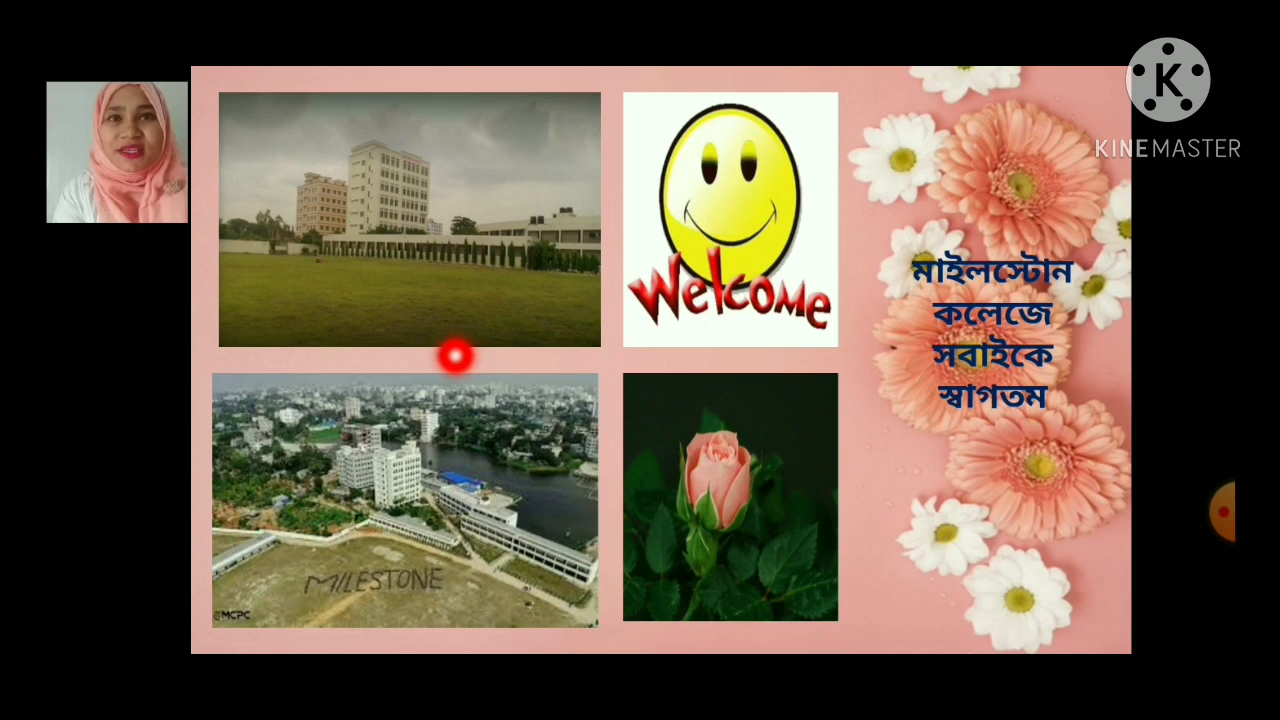 K
KINEMASTER
Welcome
মাইলস্টোন
কলেজে
সবাইকে
স্বাগতম
MILESTONE
@MCPC